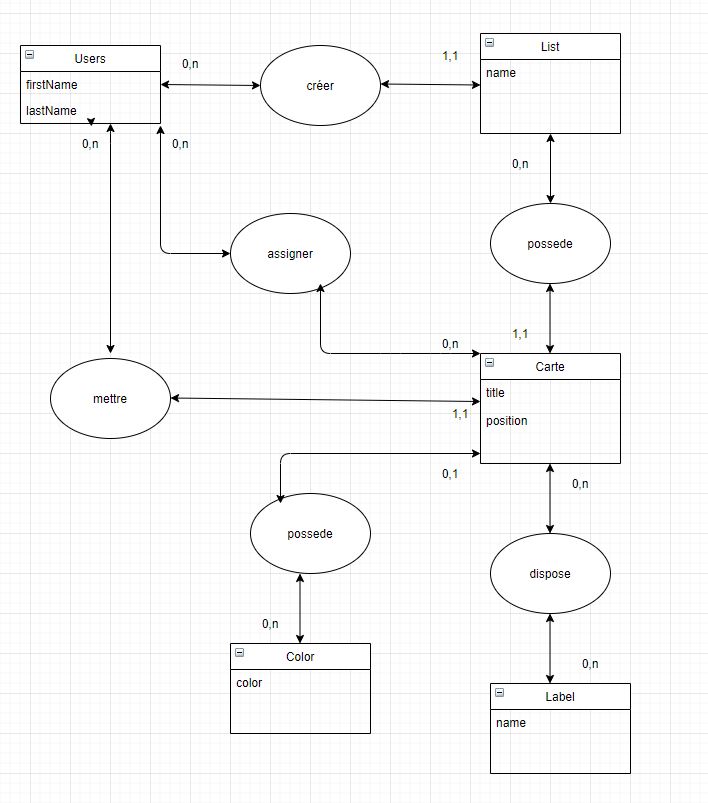 Users
firstName
lastName
0,n
créer
1,1
List
name
0,n
0,n
0,n
possede
assigner
1,1
0,n
Carte
title
position
mettre
1,1
0,1
0,n
possede
dispose
0,n
Color
color
0,n
Label
name